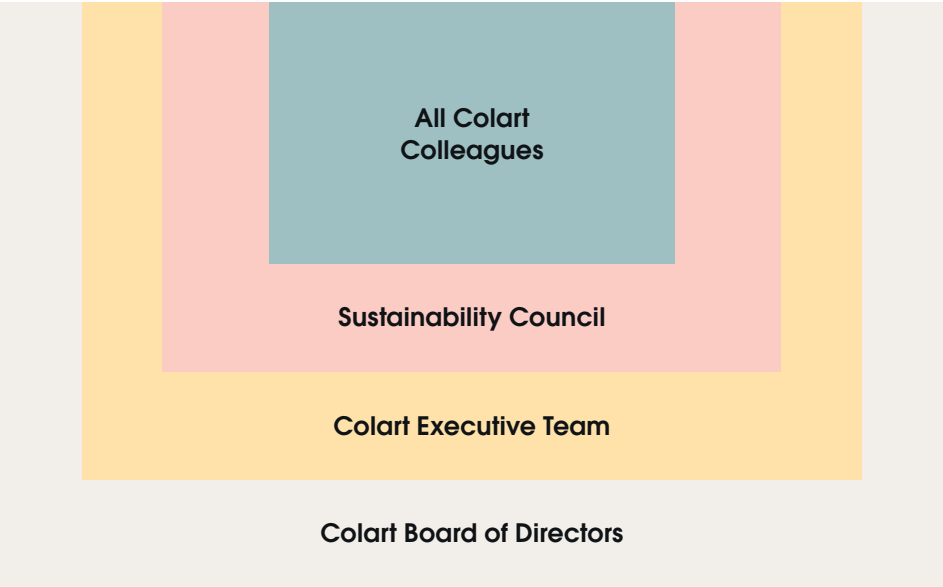 All Colart
Colleagues
Sustainability Council
Colart Executive Team
Colart Board of Directors